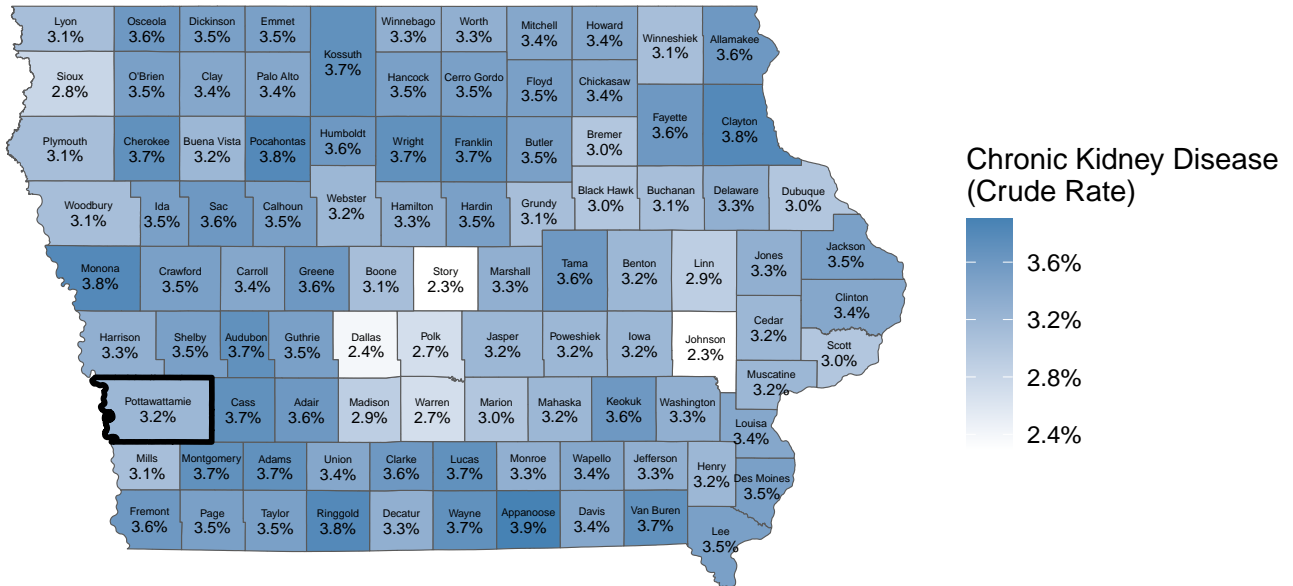 Lyon
3.1%
Osceola
3.6%
Dickinson
3.5%
Emmet
3.5%
Kossuth
3.7%
Winnebago
3.3%
Worth
3.3%
Mitchell
3.4%
Howard
3.4%
Winneshiek
3.1%
Allamakee
3.6%
Sioux
2.8%
O'Brien
3.5%
Clay
3.4%
Palo Alto
3.4%
Hancock
3.5%
Cerro Gordo
3.5%
Floyd
3.5%
Chickasaw
3.4%
Plymouth
3.1%
Cherokee
3.7%
Buena Vista
3.2%
Pocahontas
3.8%
Humboldt
3.6%
Wright
3.7%
Franklin
3.7%
Butler
3.5%
Bremer
3.0%
Fayette
3.6%
Clayton
3.8%
Woodbury
3.1%
Ida
3.5%
Sac
3.6%
Calhoun
3.5%
Webster
3.2%
Hamilton
3.3%
Hardin
3.5%
Grundy
3.1%
Black Hawk
3.0%
Buchanan
3.1%
Delaware
3.3%
Dubuque
3.0%
Monona
3.8%
Crawford
3.5%
Carroll
3.4%
Greene
3.6%
Boone
3.1%
Story
2.3%
Marshall
3.3%
Tama
3.6%
Benton
3.2%
Linn
2.9%
Jones
3.3%
Jackson
3.5%
Clinton
3.4%
Harrison
3.3%
Shelby
3.5%
Audubon
3.7%
Guthrie
3.5%
Dallas
2.4%
Polk
2.7%
Jasper
3.2%
Poweshiek
3.2%
Iowa
3.2%
Johnson
2.3%
Cedar
3.2%
Scott
3.0%
Muscatine
3.2%
Pottawattamie
3.2%
Cass
3.7%
Adair
3.6%
Madison
2.9%
Warren
2.7%
Marion
3.0%
Mahaska
3.2%
Keokuk
3.6%
Washington
3.3%
Louisa
3.4%
Mills
3.1%
Montgomery
3.7%
Adams
3.7%
Union
3.4%
Clarke
3.6%
Lucas
3.7%
Monroe
3.3%
Wapello
3.4%
Jefferson
3.3%
Henry
3.2%
Des Moines
3.5%
Fremont
3.6%
Page
3.5%
Taylor
3.5%
Ringgold
3.8%
Decatur
3.3%
Wayne
3.7%
Appanoose
3.9%
Davis
3.4%
Van Buren
3.7%
Lee
3.5%
Chronic Kidney Disease
(Crude Rate)
3.6%
3.2%
2.8%
2.4%